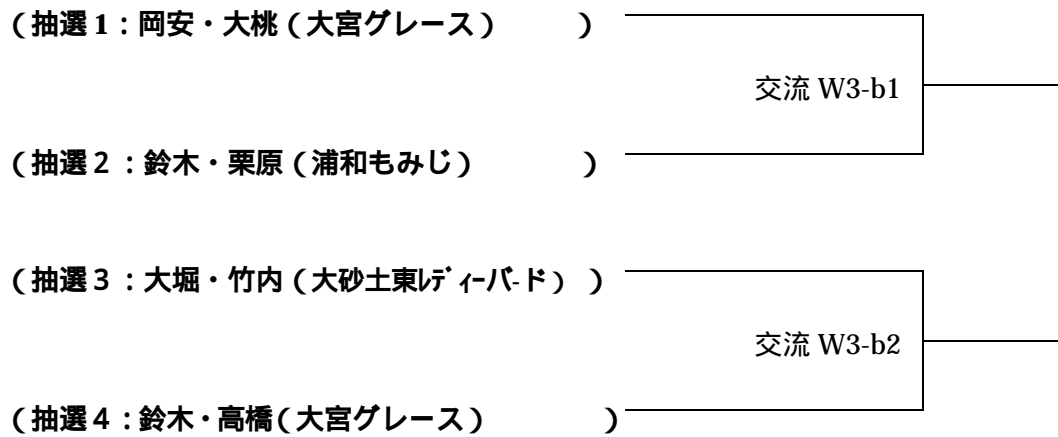 (抽選1:岡安・大桃(大宮グレース) )
交流 W3-b1
(抽選2:鈴木・栗原(浦和もみじ) )
(抽選3:大堀・竹内(大砂土東ﾚﾃﾞｨｰﾊﾞ-ド) )
交流 W3-b2
(抽選4:鈴木・高橋(大宮グレース) )